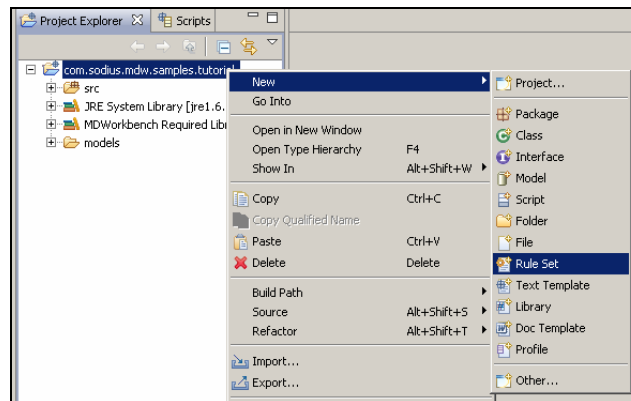 Project Explorer
Scripts
com.sodius.mdw.samples.tutorial
src
JRE System Library [jre1.6.
MDWorkbench Required Libr
models
New
Go Into
Open in New Window
Open Type Hierarchy F4
Show In Alt+Shift+W
Copy Ctrl+C
Copy Qualified Name
Paste Ctrl+V
Delete Delete
Build Path
Source Alt+Shift+S
Refactor Alt+Shift+T
Import...
Export...
Project...
Package
Class
Interface
Model
Script
Folder
File
Rule Set
Text Template
Library
Doc Template
Profile
Other...